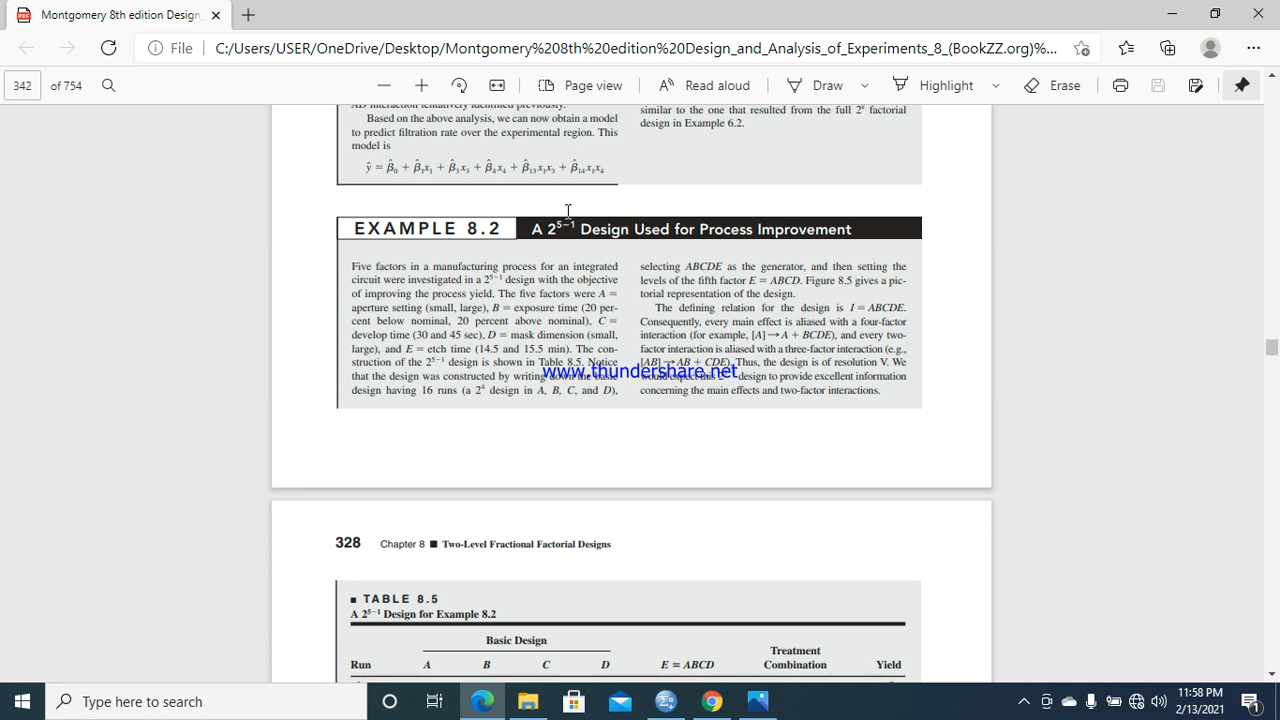 Montgomery 8th edition Design
File C:/Users/USER/OneDrive/Desktop/Montgomery%208th%20edition%20Design_and_Analysis_of_Experiments_8_(BookZZ.org)%...
342 of 754 Page view Read aloud Draw Highlight Erase
Based on the above analysis, we can now obtain a model
to predict filtration rate over the experimental region. This
model is
ŷ = β̂₀ + β̂₁x₁ + β̂₃x₃ + β̂₄x₄ + β̂₁₃x₁x₃ + β̂₁₄x₁x₄
similar to the one that resulted from the full 2⁴ factorial
design in Example 6.2.
EXAMPLE 8.2 A 2⁵⁻¹ Design Used for Process Improvement
Five factors in a manufacturing process for an integrated
circuit were investigated in a 2⁵⁻¹ design with the objective
of improving the process yield. The five factors were A =
aperture setting (small, large), B = exposure time (20 per-
cent below nominal, 20 percent above nominal), C =
develop time (30 and 45 sec), D = mask dimension (small,
large), and E = etch time (14.5 and 15.5 min). The con-
struction of the 2⁵⁻¹ design is shown in Table 8.5. Notice
that the design was constructed by writing down the basic
design having 16 runs (a 2⁴ design in A, B, C, and D),
selecting ABCDE as the generator, and then setting the
levels of the fifth factor E = ABCD. Figure 8.5 gives a pic-
torial representation of the design.
The defining relation for the design is I = ABCDE.
Consequently, every main effect is aliased with a four-factor
interaction (for example, [A] → A + BCDE), and every two-
factor interaction is aliased with a three-factor interaction (e.g.,
[AB] → AB + CDE). Thus, the design is of resolution V. We
would expect this design to provide excellent information
concerning the main effects and two-factor interactions.
www.thundershare.net
328 Chapter 8 ■ Two-Level Fractional Factorial Designs
■ TABLE 8.5
A 2⁵⁻¹ Design for Example 8.2
Basic Design
Treatment
Run A B C D E = ABCD Combination Yield
Type here to search
11:58 PM
2/13/2021
1